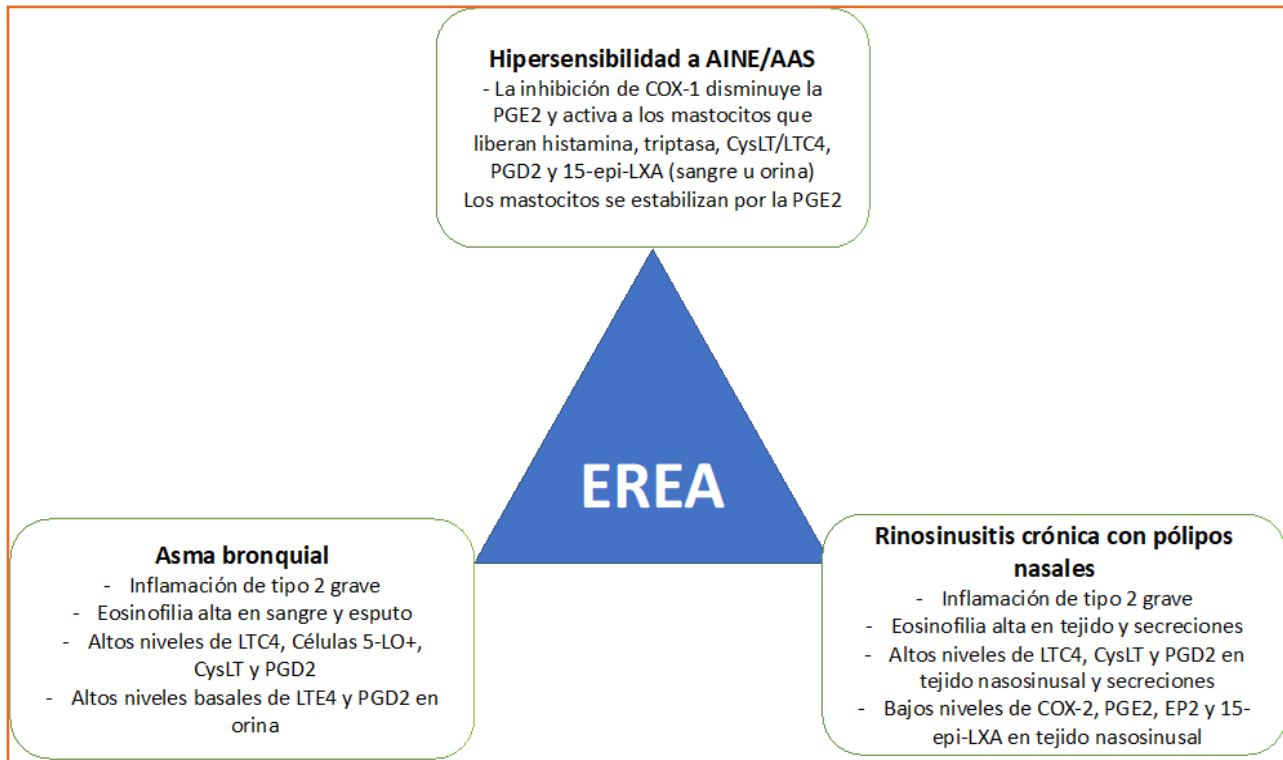 Hipersensibilidad a AINE/AAS
- La inhibición de COX-1 disminuye la
PGE2 y activa a los mastocitos que
liberan histamina, triptasa, CysLT/LTC4,
PGD2 y 15-epi-LXA (sangre u orina)
Los mastocitos se estabilizan por la PGE2
EREA
Asma bronquial
- Inflamación de tipo 2 grave
- Eosinofilia alta en sangre y esputo
- Altos niveles de LTC4, Células 5-LO+,
CysLT y PGD2
- Altos niveles basales de LTE4 y PGD2 en
orina
Rinosinusitis crónica con pólipos
nasales
- Inflamación de tipo 2 grave
- Eosinofilia alta en tejido y secreciones
- Altos niveles de LTC4, CysLT y PGD2 en
tejido nasosinusal y secreciones
- Bajos niveles de COX-2, PGE2, EP2 y 15-
epi-LXA en tejido nasosinusal